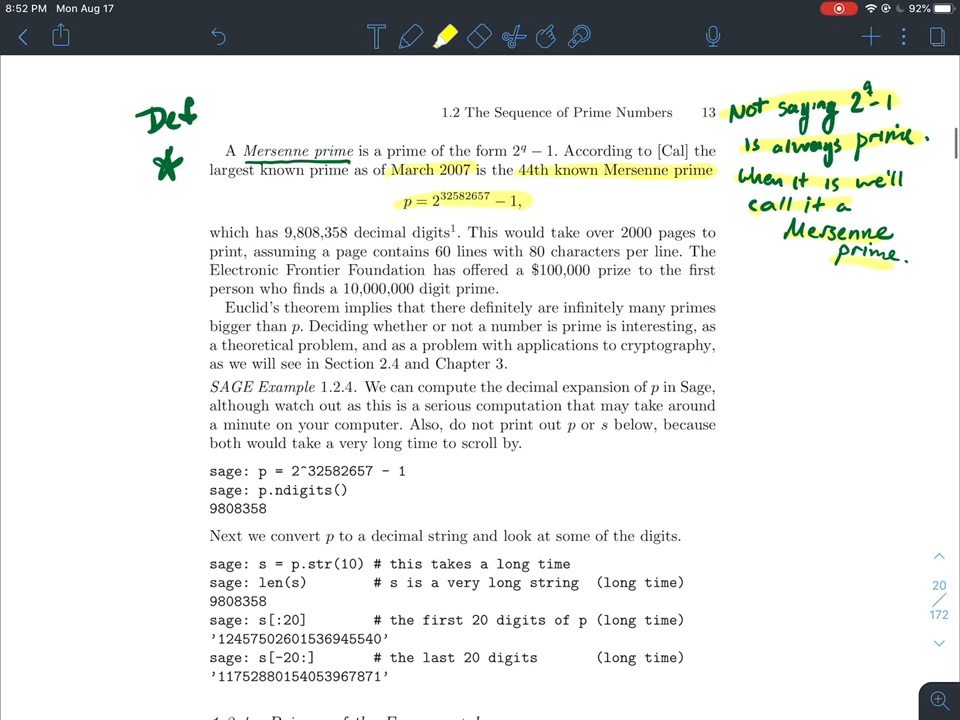 8:52 PM Mon Aug 17
92%
1.2 The Sequence of Prime Numbers 13
Def
A Mersenne prime is a prime of the form 2^q − 1. According to [Cal] the
largest known prime as of March 2007 is the 44th known Mersenne prime
p = 2^32582657 − 1,
which has 9,808,358 decimal digits¹. This would take over 2000 pages to
print, assuming a page contains 60 lines with 80 characters per line. The
Electronic Frontier Foundation has offered a $100,000 prize to the first
person who finds a 10,000,000 digit prime.
Euclid's theorem implies that there definitely are infinitely many primes
bigger than p. Deciding whether or not a number is prime is interesting, as
a theoretical problem, and as a problem with applications to cryptography,
as we will see in Section 2.4 and Chapter 3.
SAGE Example 1.2.4. We can compute the decimal expansion of p in Sage,
although watch out as this is a serious computation that may take around
a minute on your computer. Also, do not print out p or s below, because
both would take a very long time to scroll by.
sage: p = 2^32582657 - 1
sage: p.ndigits()
9808358
Next we convert p to a decimal string and look at some of the digits.
sage: s = p.str(10) # this takes a long time
sage: len(s) # s is a very long string (long time)
9808358
sage: s[:20] # the first 20 digits of p (long time)
'12457502601536945540'
sage: s[-20:] # the last 20 digits (long time)
'11752880154053967871'
Not saying 2^q-1
is always prime.
When it is we'll
call it a
Mersenne
prime.
20
172